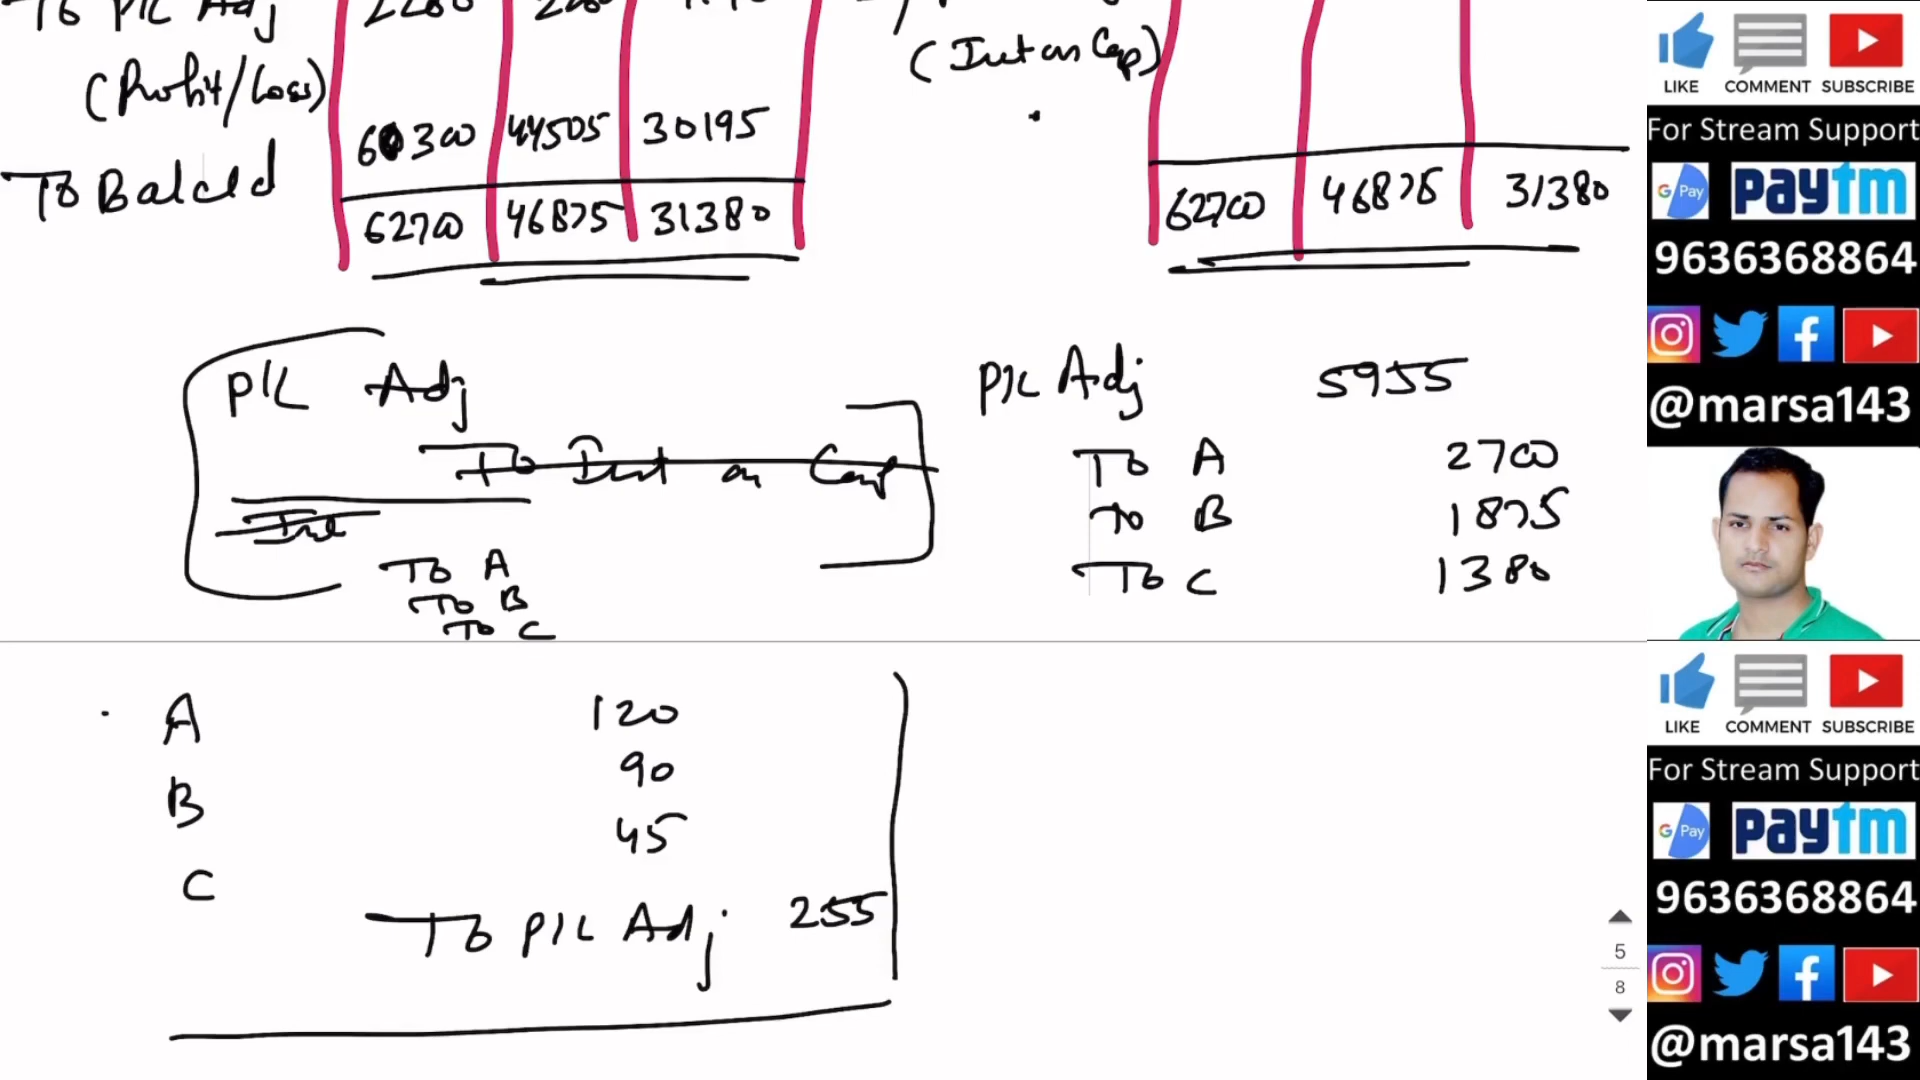 To P/L Adj
(Profit/Loss)
(Int on Cap)
60300 44505 30195
To Bal c/d
62700 46875 31380
62700 46875 31380
P/L Adj
To Int on Cap
Int
To A
To B
To C
P/L Adj 5955
To A 2700
To B 1875
To C 1380
A 120
B 90
C 45
To P/L Adj 255
LIKE COMMENT SUBSCRIBE
For Stream Support
G Pay paytm
9636368864
@marsa143
LIKE COMMENT SUBSCRIBE
For Stream Support
G Pay paytm
9636368864
@marsa143
5
8